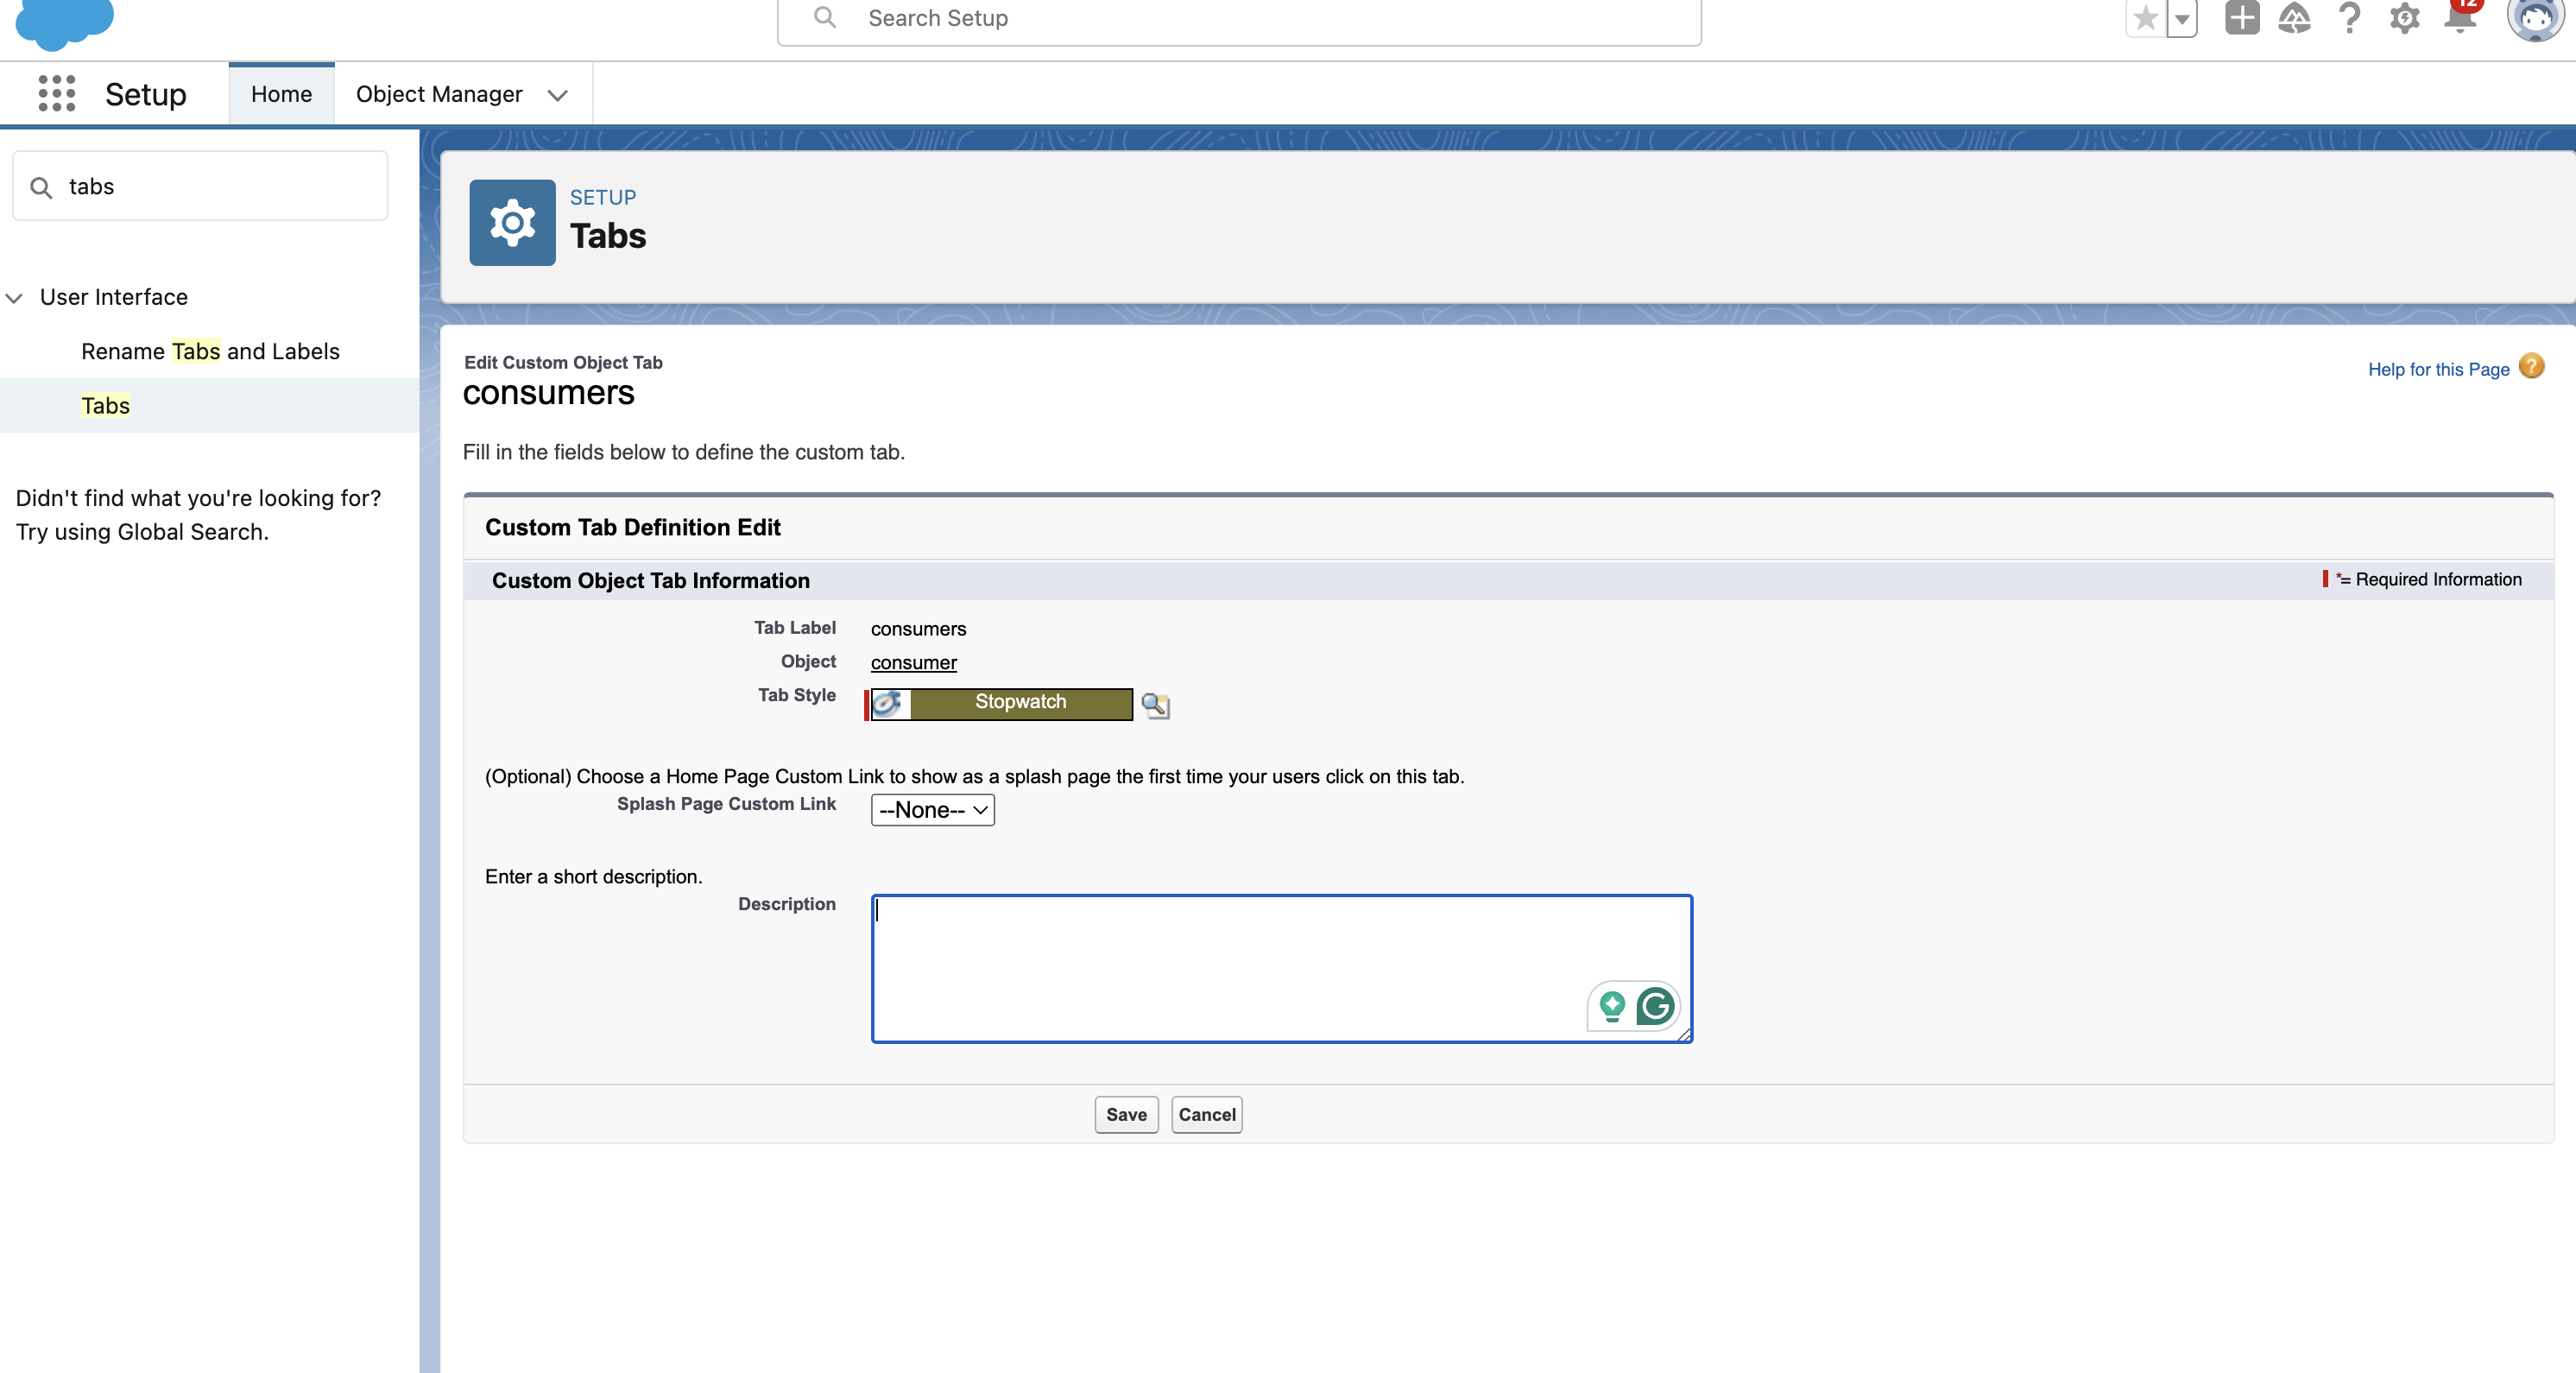 Search Setup
12
Setup
Home
Object Manager
tabs
User Interface
Rename Tabs and Labels
Tabs
Didn't find what you're looking for?
Try using Global Search.
SETUP
Tabs
Edit Custom Object Tab
consumers
Help for this Page
Fill in the fields below to define the custom tab.
Custom Tab Definition Edit
Custom Object Tab Information
*= Required Information
Tab Label consumers
Object consumer
Tab Style Stopwatch
(Optional) Choose a Home Page Custom Link to show as a splash page the first time your users click on this tab.
Splash Page Custom Link --None--
Enter a short description.
Description
Save Cancel